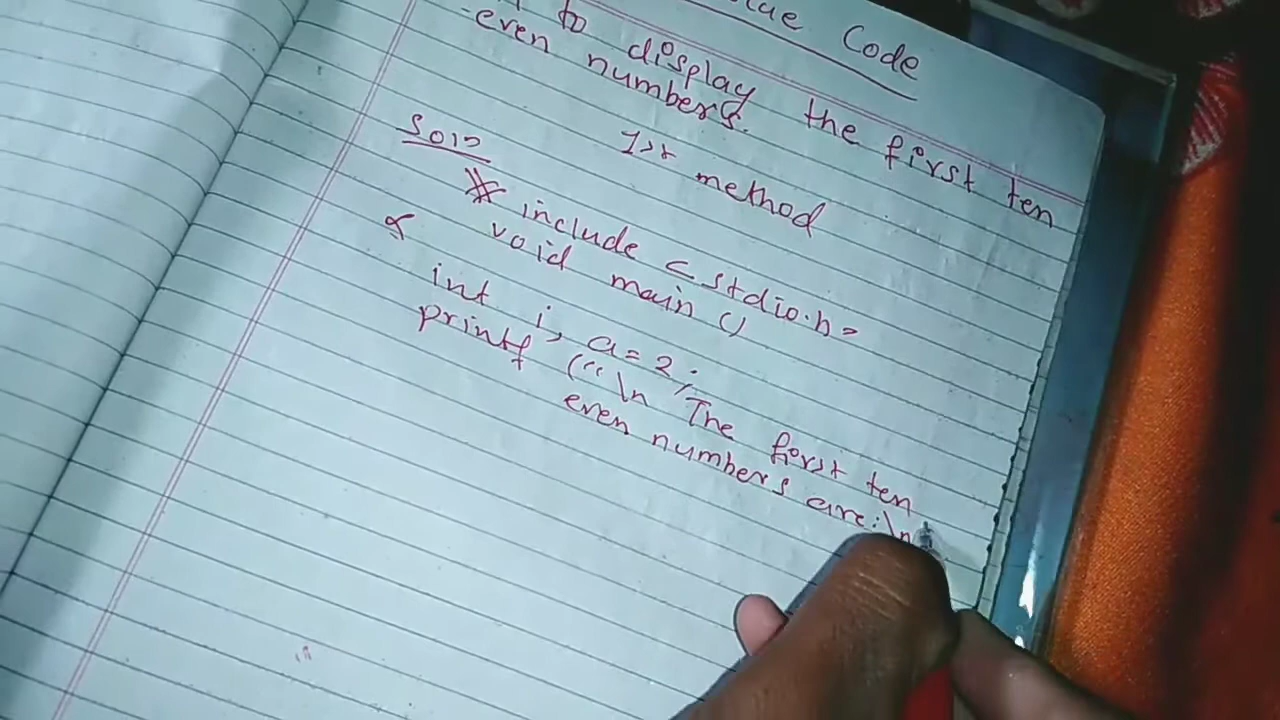 Code
to display the first ten
even numbers.
1st method
Soln
# include <stdio.h>
void main ()
{
int i, a=2;
printf ("\n The first ten
even numbers are:\n